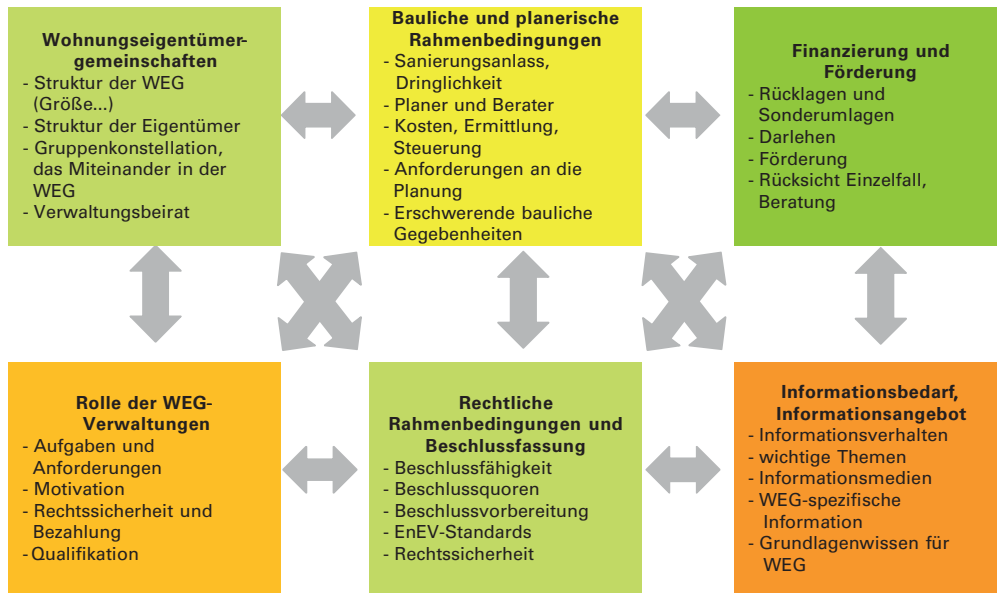 Wohnungseigentümer-
gemeinschaften
- Struktur der WEG
(Größe...)
- Struktur der Eigentümer
- Gruppenkonstellation,
das Miteinander in der
WEG
- Verwaltungsbeirat
Bauliche und planerische
Rahmenbedingungen
- Sanierungsanlass,
Dringlichkeit
- Planer und Berater
- Kosten, Ermittlung,
Steuerung
- Anforderungen an die
Planung
- Erschwerende bauliche
Gegebenheiten
Finanzierung und
Förderung
- Rücklagen und
Sonderumlagen
- Darlehen
- Förderung
- Rücksicht Einzelfall,
Beratung
Rolle der WEG-
Verwaltungen
- Aufgaben und
Anforderungen
- Motivation
- Rechtssicherheit und
Bezahlung
- Qualifikation
Rechtliche
Rahmenbedingungen und
Beschlussfassung
- Beschlussfähigkeit
- Beschlussquoren
- Beschlussvorbereitung
- EnEV-Standards
- Rechtssicherheit
Informationsbedarf,
Informationsangebot
- Informationsverhalten
- wichtige Themen
- Informationsmedien
- WEG-spezifische
Information
- Grundlagenwissen für
WEG